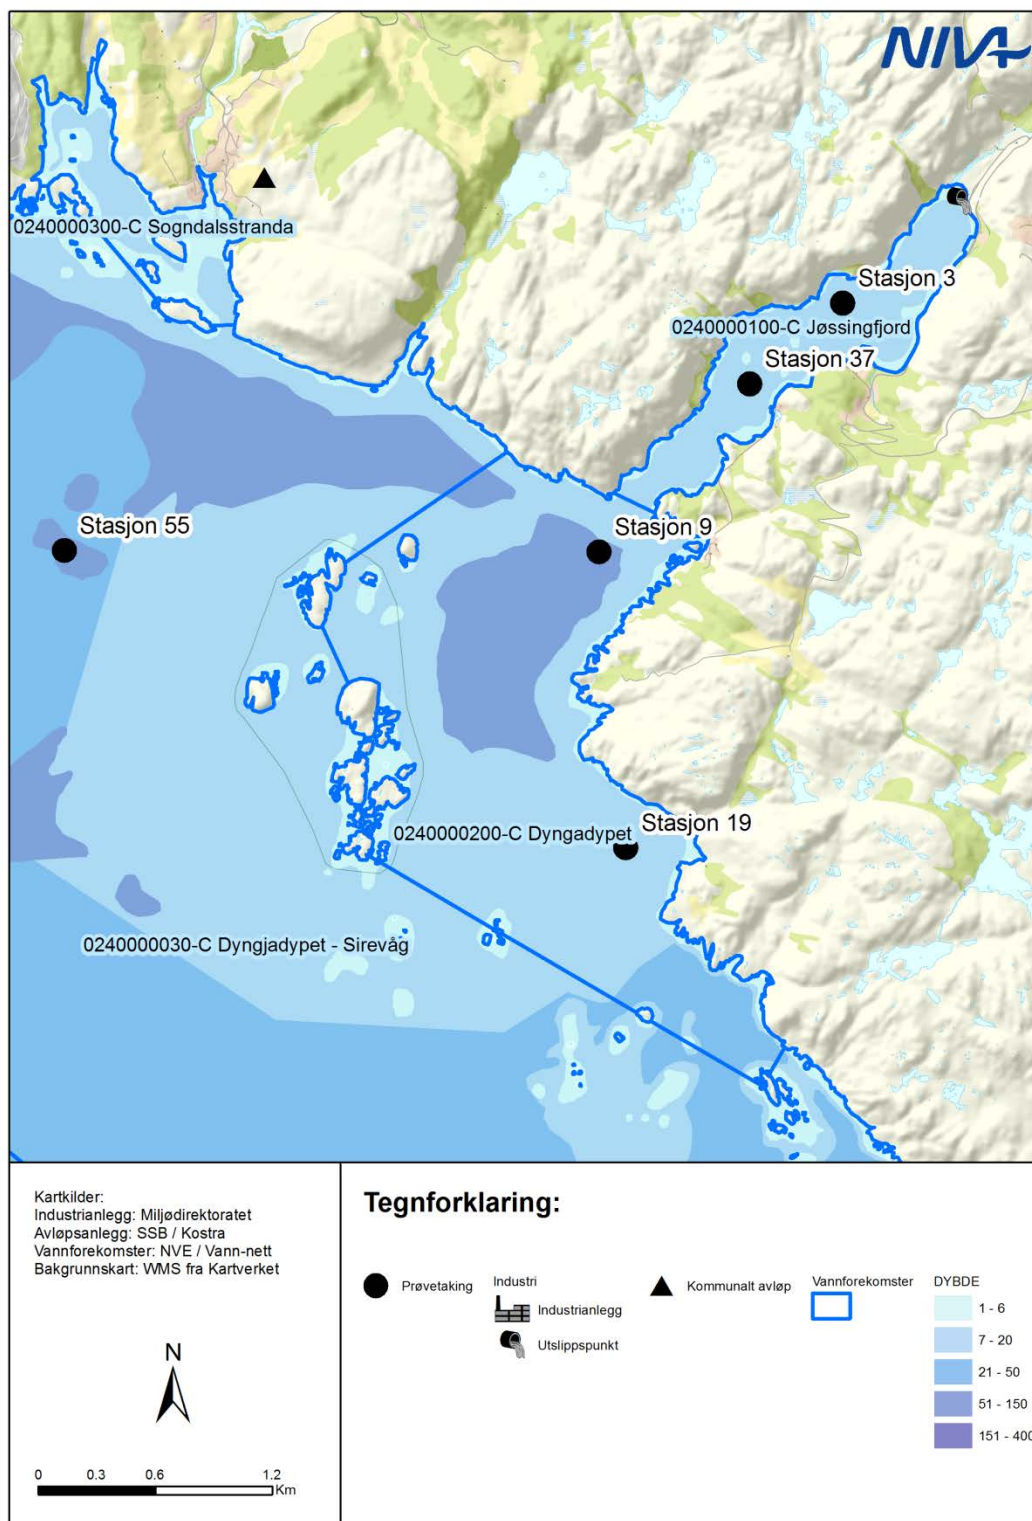 NIVA
0240000300-C Sogndalsstranda
Stasjon 3
0240000100-C Jøssingfjord
Stasjon 37
Stasjon 55
Stasjon 9
Stasjon 19
0240000200-C Dyngadypet
0240000030-C Dyngjadypet - Sirevåg
Kartkilder:
Industrianlegg: Miljødirektoratet
Avløpsanlegg: SSB / Kostra
Vannforekomster: NVE / Vann-nett
Bakgrunnskart: WMS fra Kartverket
N
0 0.3 0.6 1.2
Km
Tegnforklaring:
Prøvetaking
Industri
Industrianlegg
Utslippspunkt
Kommunalt avløp
Vannforekomster
DYBDE
1 - 6
7 - 20
21 - 50
51 - 150
151 - 400